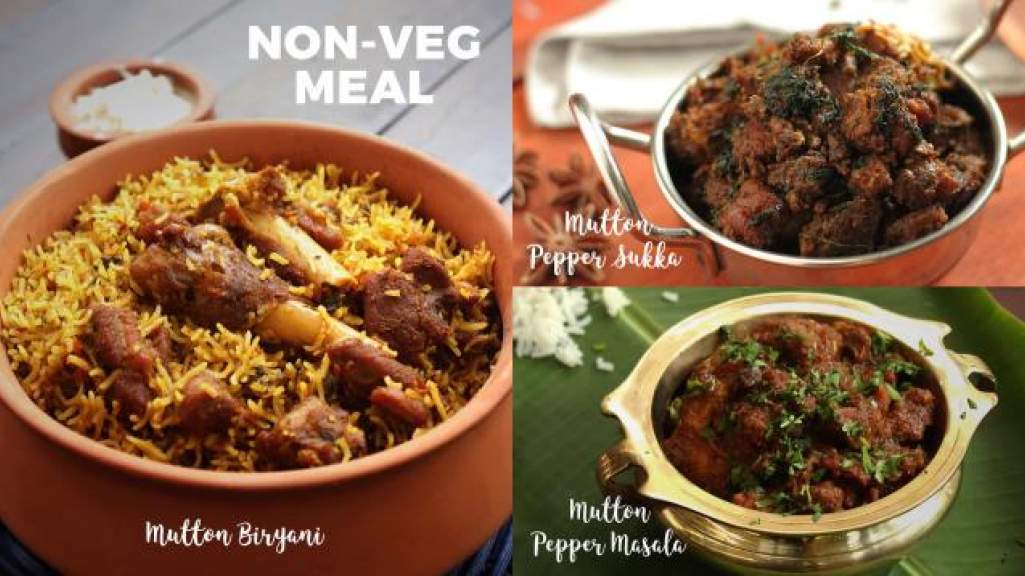 NON-VEG
MEAL
Mutton
Pepper Sukka
Mutton
Pepper Masala
Mutton Biryani